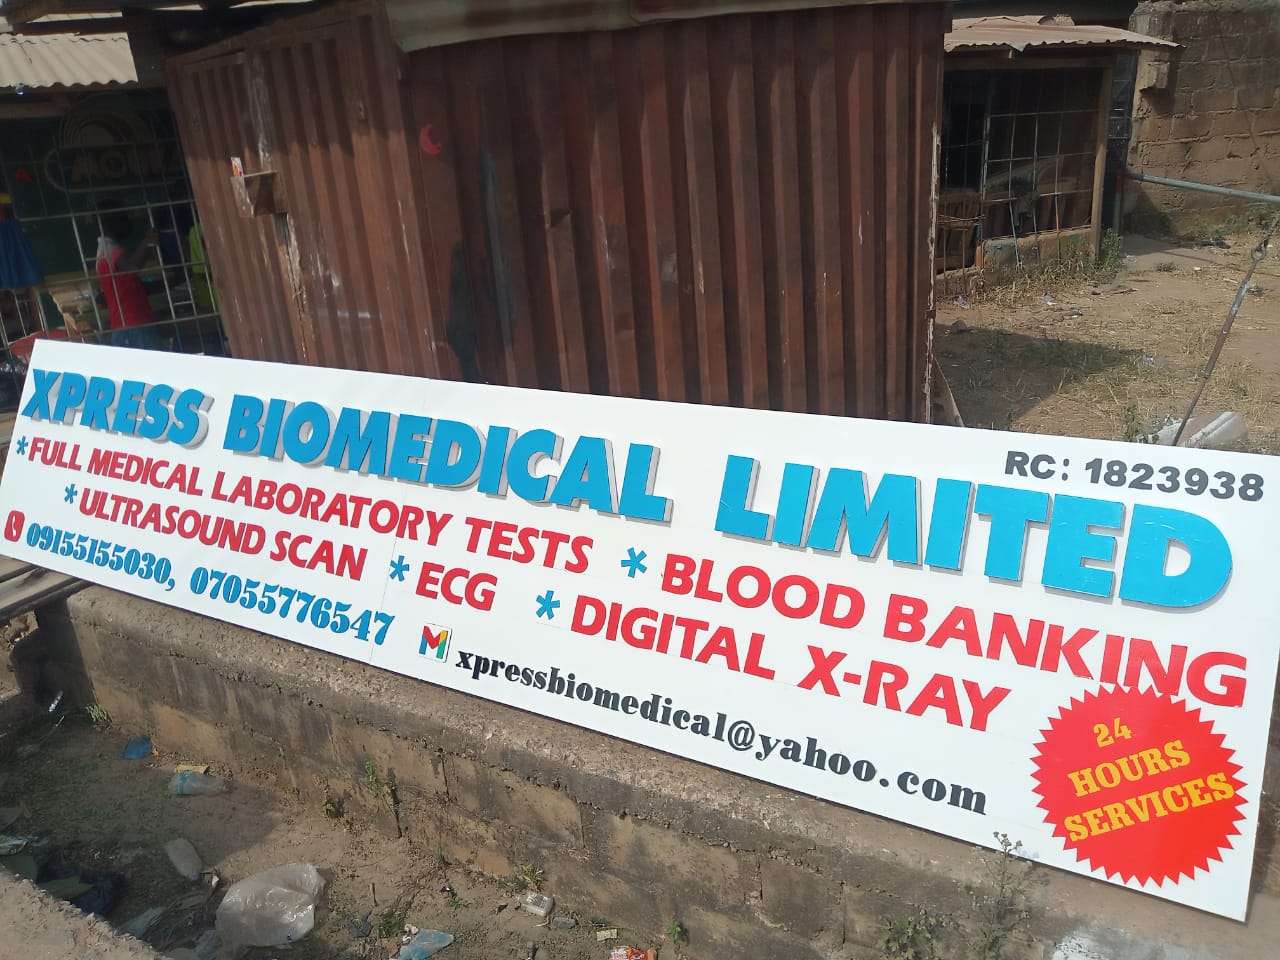 XPRESS BIOMEDICAL LIMITED
RC: 1823938
*FULL MEDICAL LABORATORY TESTS * BLOOD BANKING
*ULTRASOUND SCAN * ECG * DIGITAL X-RAY
09155155030, 07055776547
xpressbiomedical@yahoo.com
24
HOURS
SERVICES